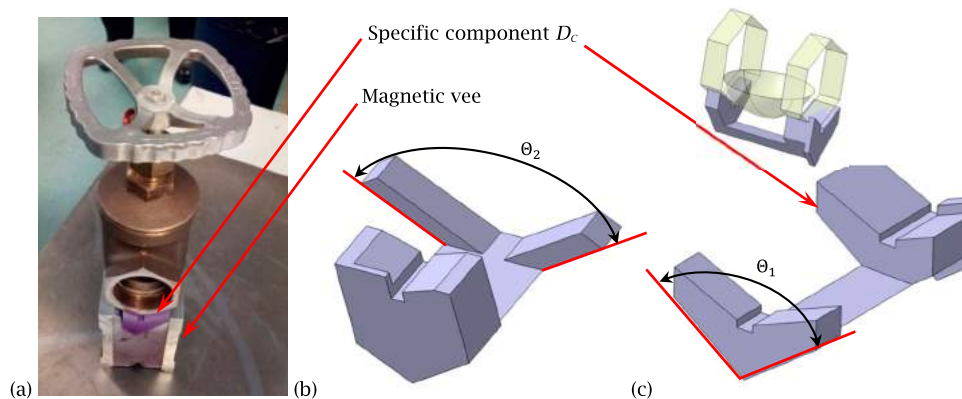 Specific component D_C
Magnetic vee
Θ₂
Θ₁
(a)
(b)
(c)